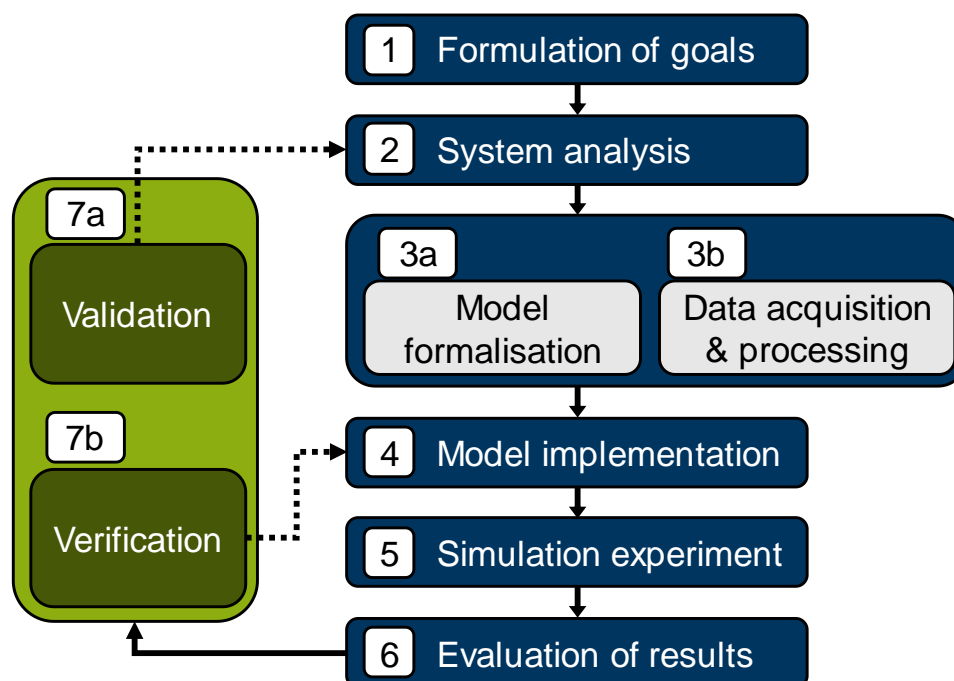 1 Formulation of goals
2 System analysis
7a
Validation
3a
Model
formalisation
3b
Data acquisition
& processing
7b
Verification
4 Model implementation
5 Simulation experiment
6 Evaluation of results